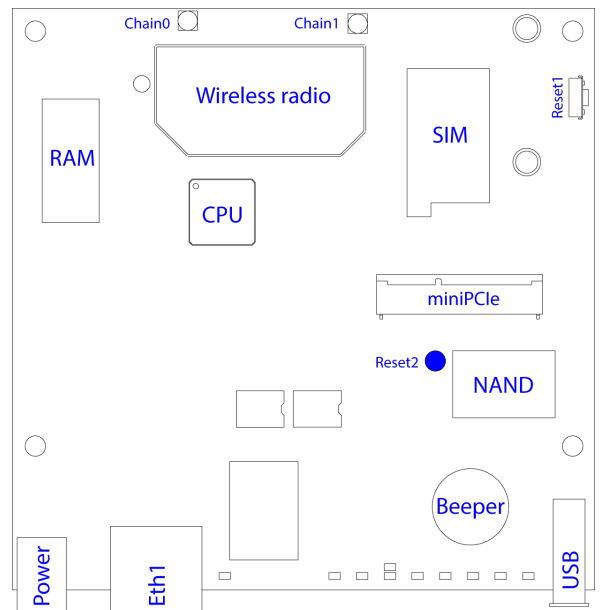 Chain0
Chain1
Wireless radio
Reset1
RAM
SIM
CPU
miniPCIe
Reset2
NAND
Beeper
Power
Eth1
USB